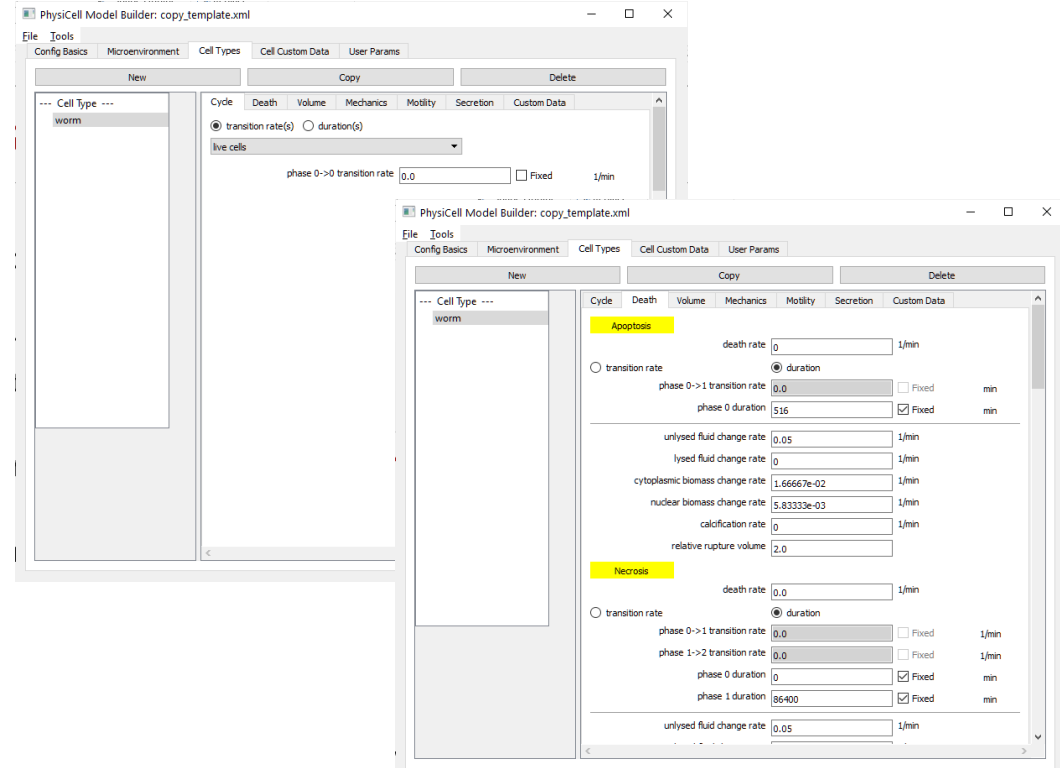 PhysiCell Model Builder: copy_template.xml
File Tools
Config Basics Microenvironment Cell Types Cell Custom Data User Params
New Copy Delete
--- Cell Type ---
worm
Cycle Death Volume Mechanics Motility Secretion Custom Data
transition rate(s) duration(s)
live cells
phase 0->0 transition rate 0.0 Fixed 1/min
PhysiCell Model Builder: copy_template.xml
File Tools
Config Basics Microenvironment Cell Types Cell Custom Data User Params
New Copy Delete
--- Cell Type ---
worm
Cycle Death Volume Mechanics Motility Secretion Custom Data
Apoptosis
death rate 0 1/min
transition rate duration
phase 0->1 transition rate 0.0 Fixed min
phase 0 duration 516 Fixed min
unlysed fluid change rate 0.05 1/min
lysed fluid change rate 0 1/min
cytoplasmic biomass change rate 1.66667e-02 1/min
nuclear biomass change rate 5.83333e-03 1/min
calcification rate 0 1/min
relative rupture volume 2.0
Necrosis
death rate 0.0 1/min
transition rate duration
phase 0->1 transition rate 0.0 Fixed 1/min
phase 1->2 transition rate 0.0 Fixed 1/min
phase 0 duration 0 Fixed min
phase 1 duration 86400 Fixed min
unlysed fluid change rate 0.05 1/min